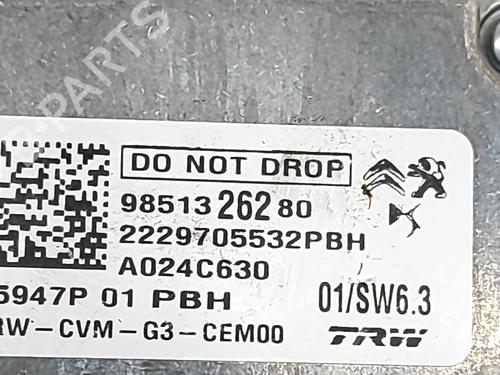 DO NOT DROP
98513 262 80
2229705532PBH
A024C630
5947P 01 PBH
01/SW6.3
RW-CVM-G3-CEM00
TRW